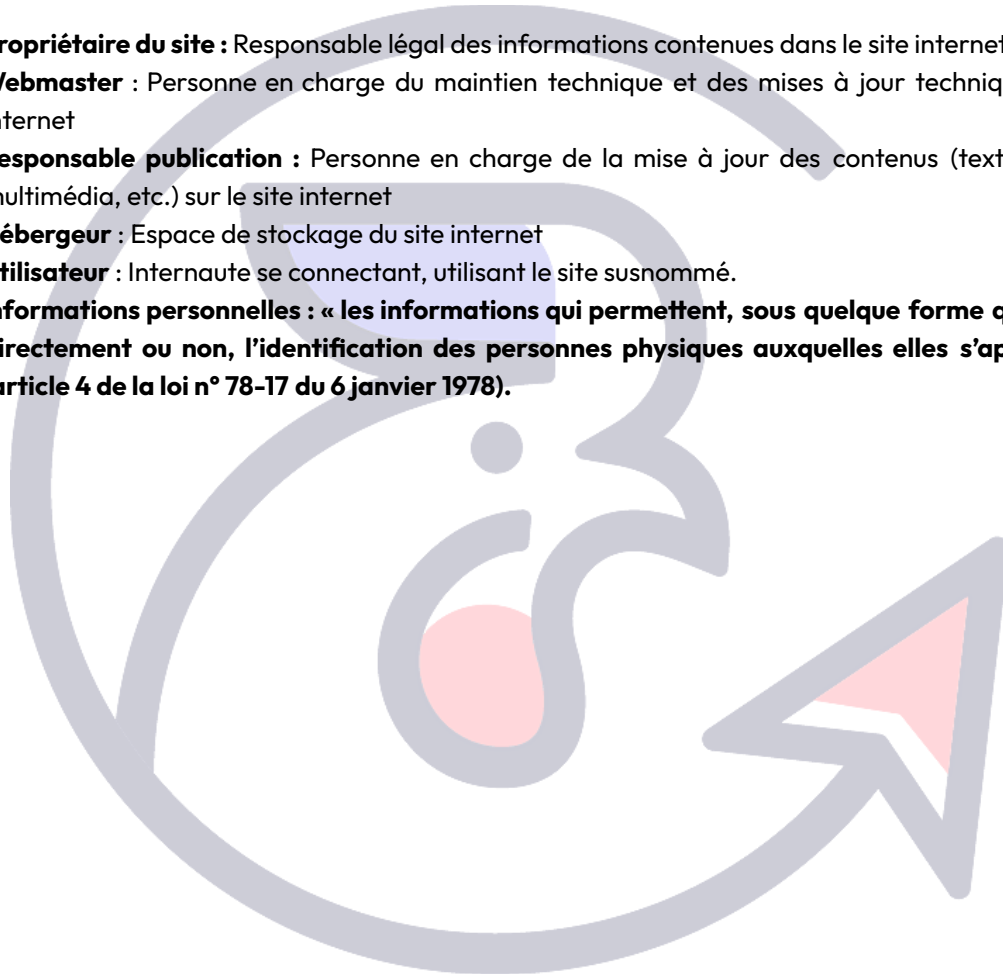 ropriétaire du site : Responsable légal des informations contenues dans le site internet
ebmaster : Personne en charge du maintien technique et des mises à jour techniq
nternet
esponsable publication : Personne en charge de la mise à jour des contenus (text
multimédia, etc.) sur le site internet
ébergeur : Espace de stockage du site internet
tilisateur : Internaute se connectant, utilisant le site susnommé.
nformations personnelles : « les informations qui permettent, sous quelque forme q
irectement ou non, l’identification des personnes physiques auxquelles elles s’ap
article 4 de la loi n° 78-17 du 6 janvier 1978).